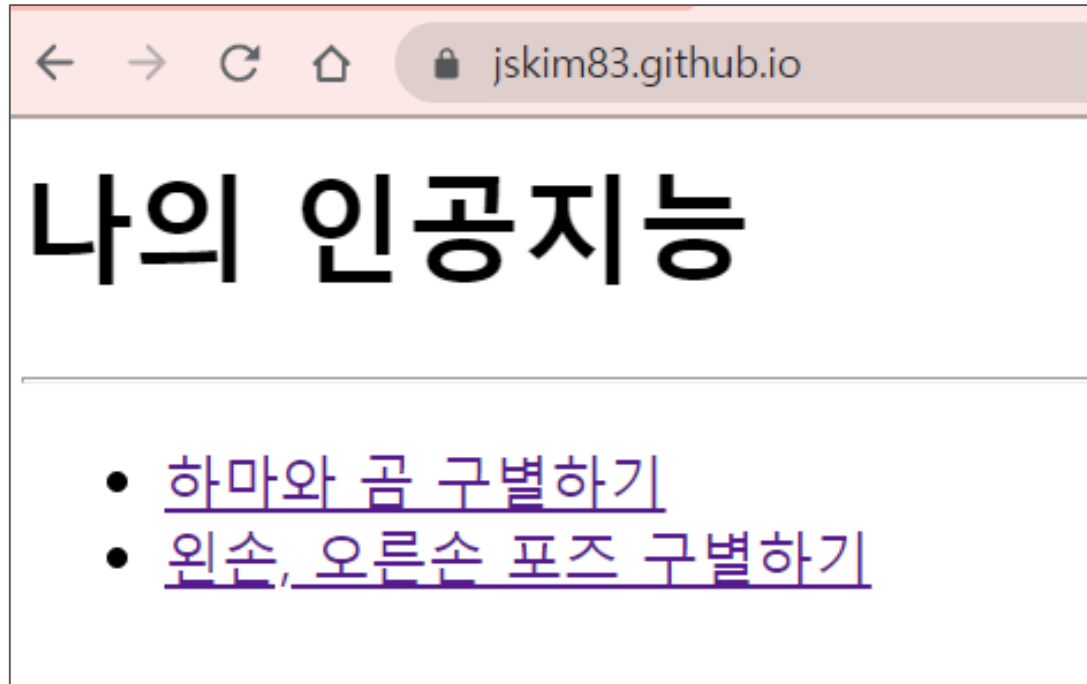 jskim83.github.io
나의 인공지능
하마와 곰 구별하기
왼손, 오른손 포즈 구별하기